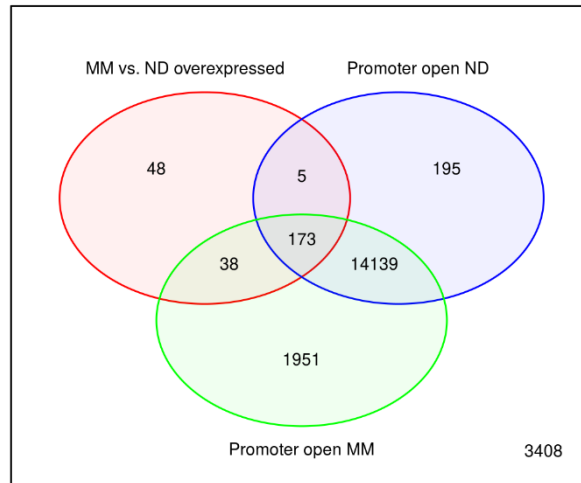 MM vs. ND overexpressed Promoter open ND
48 5 195
173
38 14139
1951
Promoter open MM 3408